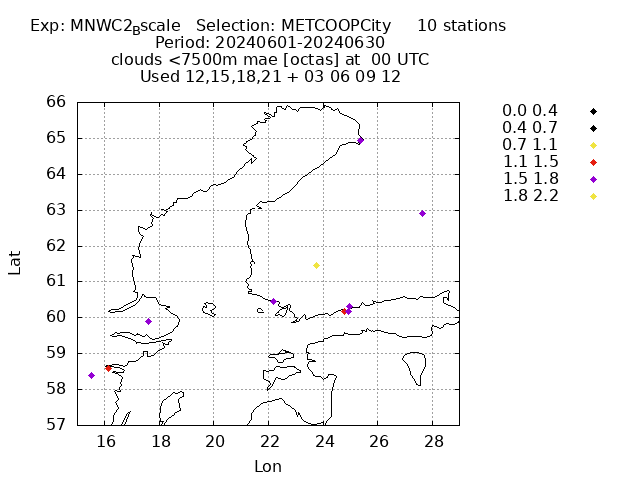 Exp: MNWC2_Bscale   Selection: METCOOPCity     10 stations
Period: 20240601-20240630
clouds <7500m mae [octas] at  00 UTC
Used 12,15,18,21 + 03 06 09 12
66
65
64
63
62
61
60
59
58
57
16 18 20 22 24 26 28
Lat
Lon
0.0 0.4
0.4 0.7
0.7 1.1
1.1 1.5
1.5 1.8
1.8 2.2